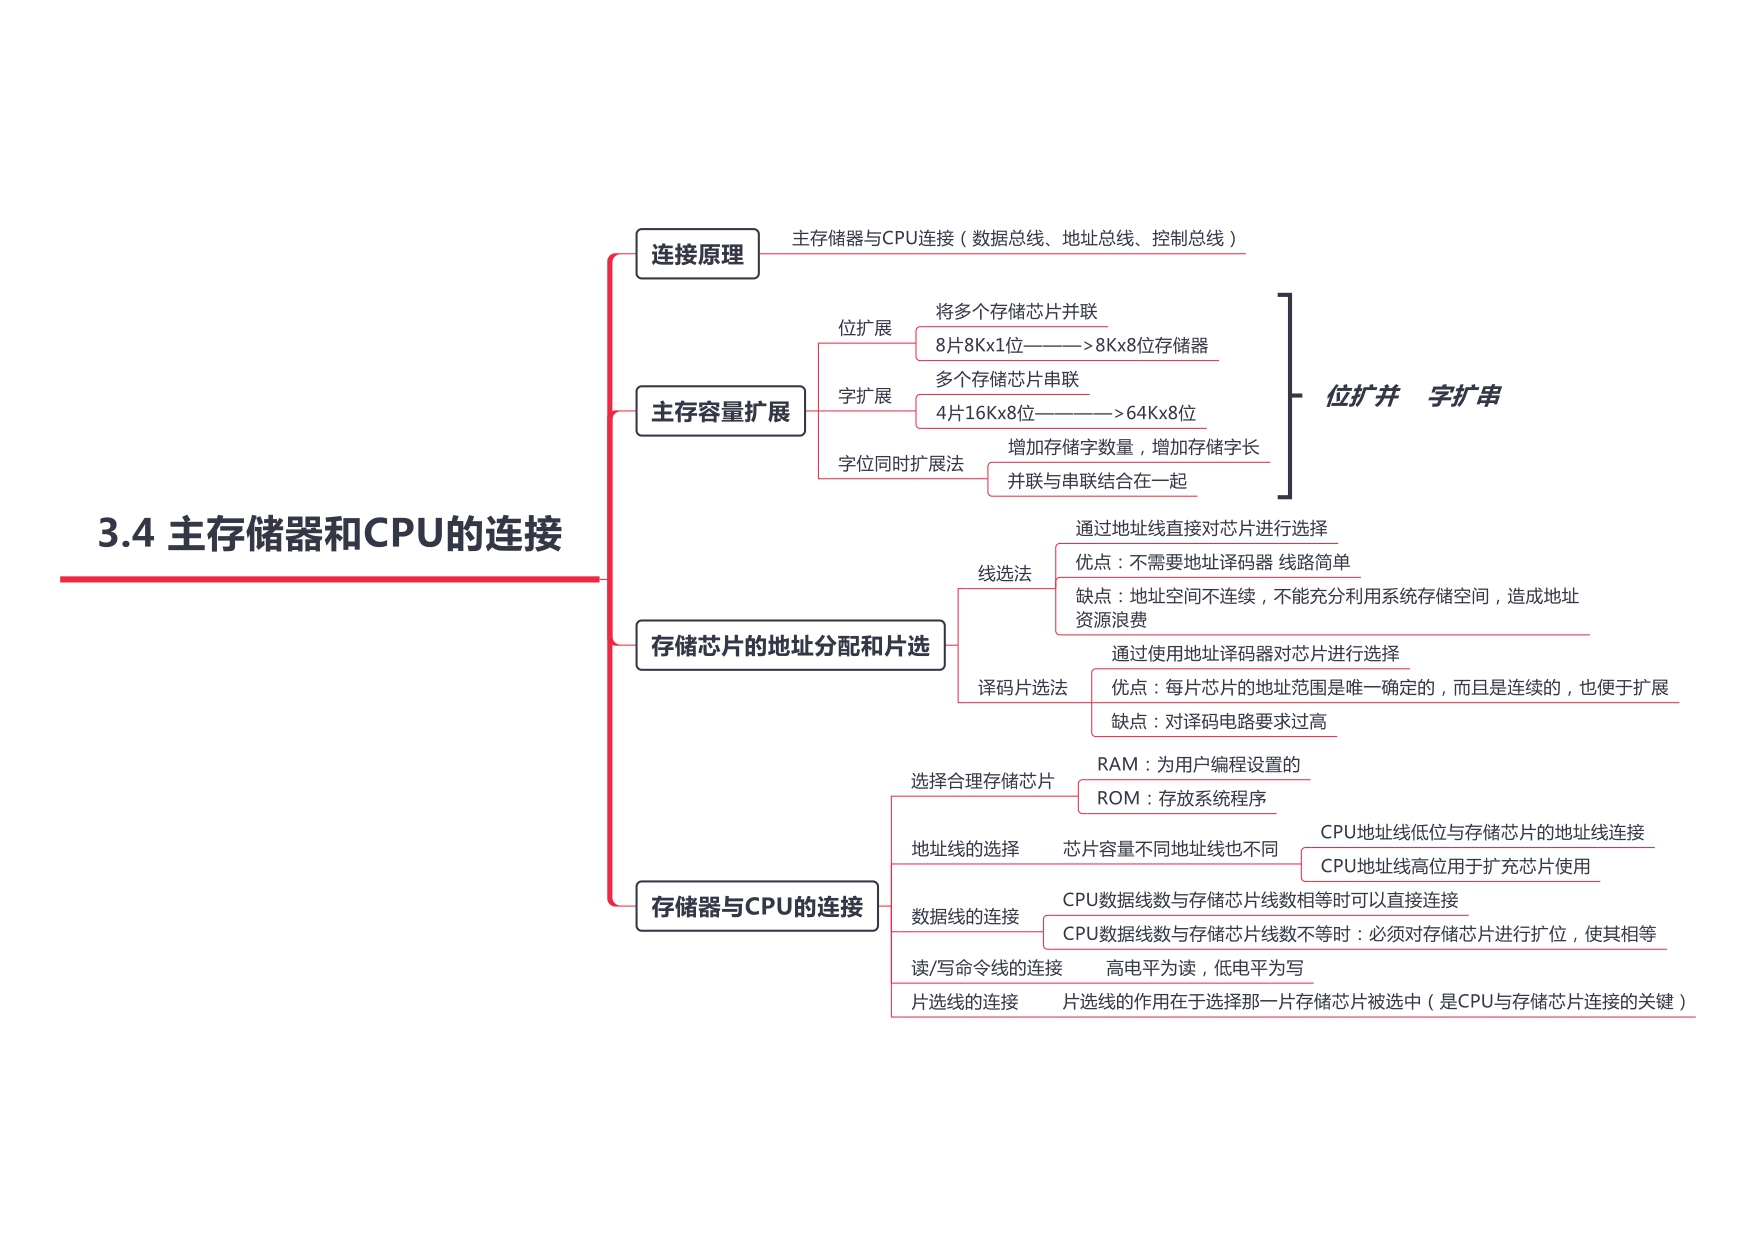 3.4 主存储器和CPU的连接
连接原理
主存储器与CPU连接（数据总线、地址总线、控制总线）
主存容量扩展
位扩展
将多个存储芯片并联
8片8Kx1位———>8Kx8位存储器
字扩展
多个存储芯片串联
4片16Kx8位————>64Kx8位
字位同时扩展法
增加存储字数量，增加存储字长
并联与串联结合在一起
位扩并 字扩串
存储芯片的地址分配和片选
线选法
通过地址线直接对芯片进行选择
优点：不需要地址译码器 线路简单
缺点：地址空间不连续，不能充分利用系统存储空间，造成地址
资源浪费
译码片选法
通过使用地址译码器对芯片进行选择
优点：每片芯片的地址范围是唯一确定的，而且是连续的，也便于扩展
缺点：对译码电路要求过高
存储器与CPU的连接
选择合理存储芯片
RAM：为用户编程设置的
ROM：存放系统程序
地址线的选择
芯片容量不同地址线也不同
CPU地址线低位与存储芯片的地址线连接
CPU地址线高位用于扩充芯片使用
数据线的连接
CPU数据线数与存储芯片线数相等时可以直接连接
CPU数据线数与存储芯片线数不等时：必须对存储芯片进行扩位，使其相等
读/写命令线的连接
高电平为读，低电平为写
片选线的连接
片选线的作用在于选择那一片存储芯片被选中（是CPU与存储芯片连接的关键）